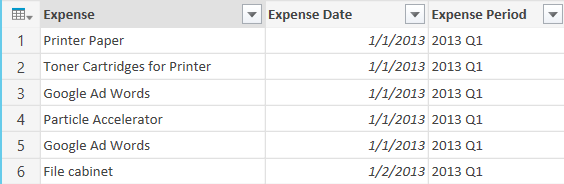 Expense Expense Date Expense Period
1 Printer Paper 1/1/2013 2013 Q1
2 Toner Cartridges for Printer 1/1/2013 2013 Q1
3 Google Ad Words 1/1/2013 2013 Q1
4 Particle Accelerator 1/1/2013 2013 Q1
5 Google Ad Words 1/1/2013 2013 Q1
6 File cabinet 1/2/2013 2013 Q1